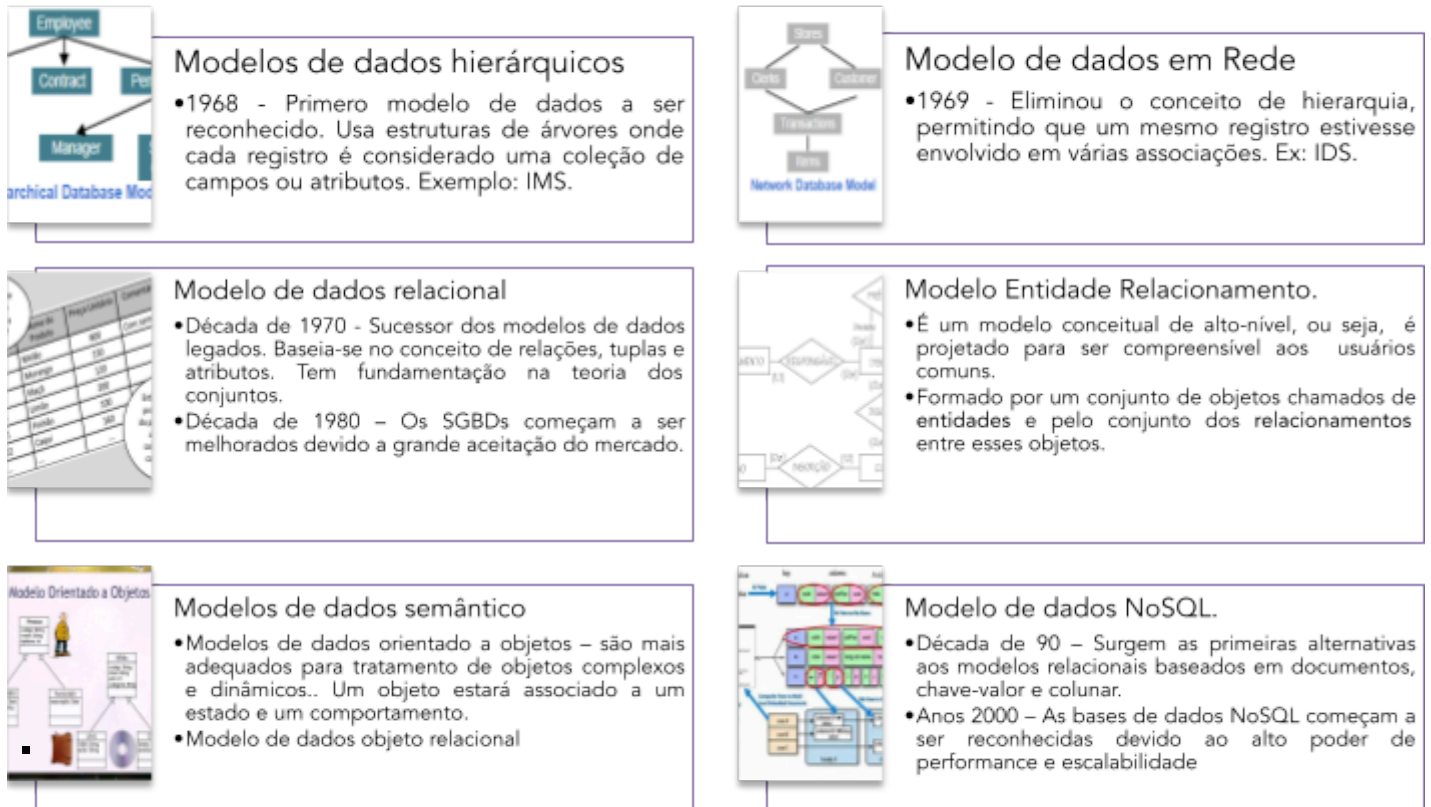 Employee
Contract
Manager
archical Database Mod
Modelos de dados hierárquicos
•1968 - Primero modelo de dados a ser
reconhecido. Usa estruturas de árvores onde
cada registro é considerado uma coleção de
campos ou atributos. Exemplo: IMS.
Stores
Clerks Customer
Transactions
Items
Network Database Model
Modelo de dados em Rede
•1969 - Eliminou o conceito de hierarquia,
permitindo que um mesmo registro estivesse
envolvido em várias associações. Ex: IDS.
Modelo de dados relacional
•Década de 1970 - Sucessor dos modelos de dados
legados. Baseia-se no conceito de relações, tuplas e
atributos. Tem fundamentação na teoria dos
conjuntos.
•Década de 1980 – Os SGBDs começam a ser
melhorados devido a grande aceitação do mercado.
Modelo Entidade Relacionamento.
•É um modelo conceitual de alto-nível, ou seja, é
projetado para ser compreensível aos usuários
comuns.
•Formado por um conjunto de objetos chamados de
entidades e pelo conjunto dos relacionamentos
entre esses objetos.
Modelo Orientado a Objetos
Modelos de dados semântico
•Modelos de dados orientado a objetos – são mais
adequados para tratamento de objetos complexos
e dinâmicos.. Um objeto estará associado a um
estado e um comportamento.
•Modelo de dados objeto relacional
Modelo de dados NoSQL.
•Década de 90 – Surgem as primeiras alternativas
aos modelos relacionais baseados em documentos,
chave-valor e colunar.
•Anos 2000 – As bases de dados NoSQL começam a
ser reconhecidas devido ao alto poder de
performance e escalabilidade